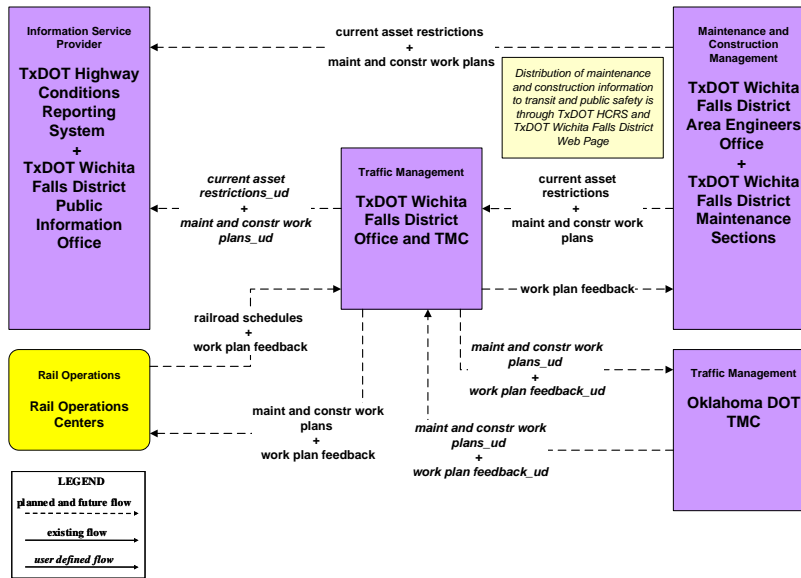 Information Service
Provider
TxDOT Highway
Conditions
Reporting
System
+
TxDOT Wichita
Falls District
Public
Information
Office
current asset restrictions
+
maint and constr work plans
Distribution of maintenance
and construction information
to transit and public safety is
through TxDOT HCRS and
TxDOT Wichita Falls District
Web Page
Maintenance and
Construction
Management
TxDOT Wichita
Falls District
Area Engineers
Office
+
TxDOT Wichita
Falls District
Maintenance
Sections
current asset
restrictions_ud
+
maint and constr work
plans_ud
Traffic Management
TxDOT Wichita
Falls District
Office and TMC
current asset
restrictions
+
maint and constr work
plans
work plan feedback
railroad schedules
+
work plan feedback
Rail Operations
Rail Operations
Centers
maint and constr work
plans
+
work plan feedback
maint and constr work
plans_ud
+
work plan feedback_ud
maint and constr work
plans_ud
+
work plan feedback_ud
Traffic Management
Oklahoma DOT
TMC
LEGEND
planned and future flow
existing flow
user defined flow